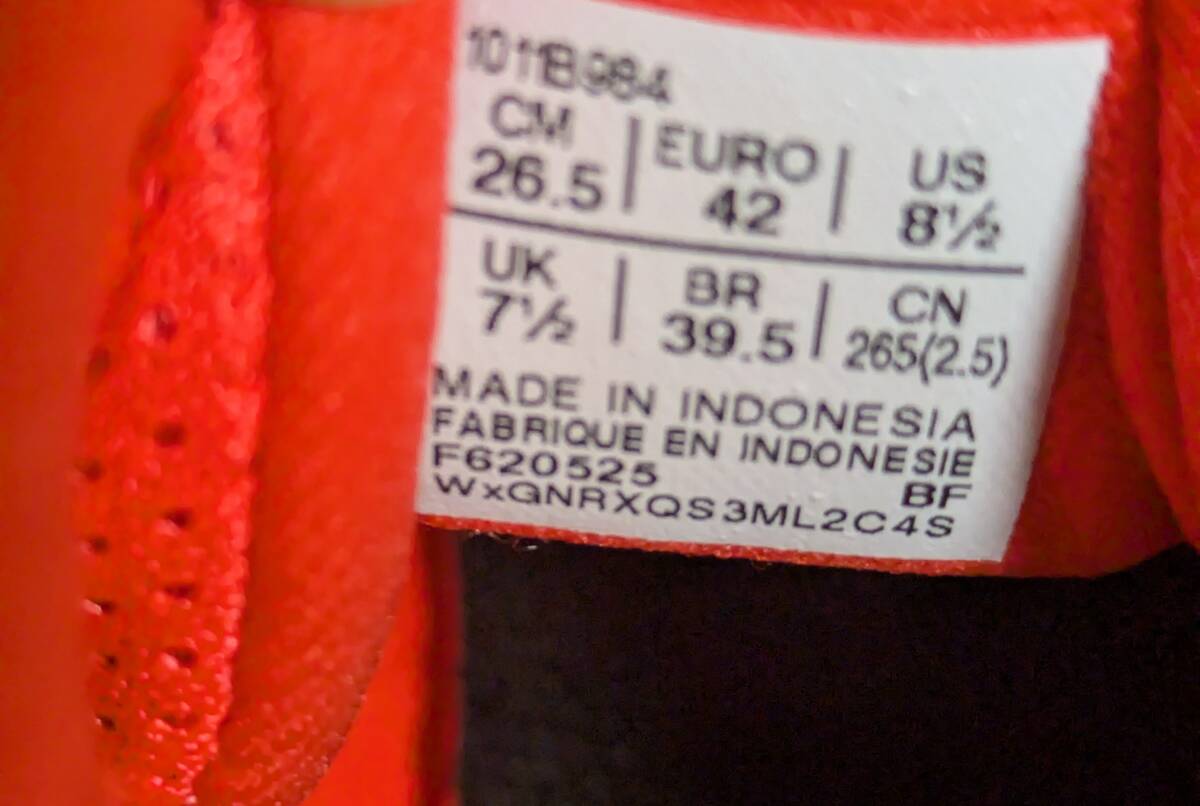 1011B984
CM | EURO | US
26.5 | 42 | 8½
UK | BR | CN
7½ | 39.5 | 265(2.5)
MADE IN INDONESIA
FABRIQUE EN INDONESIE
F620525 BF
WxGNRXQS3ML2C4S